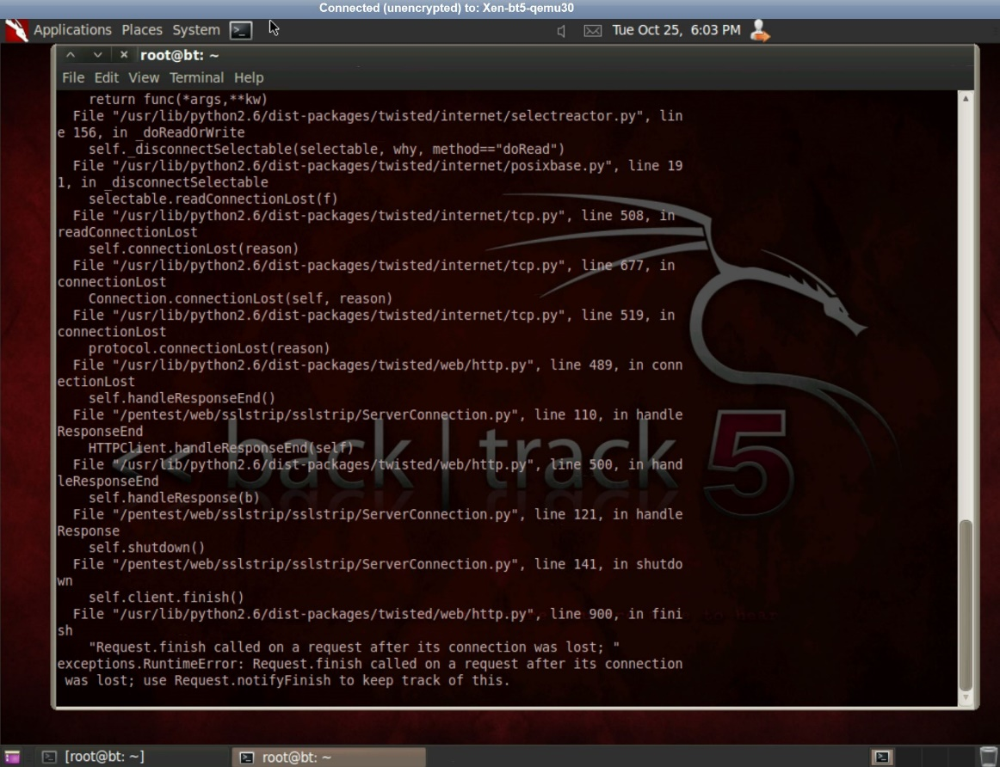 Connected (unencrypted) to: Xen-bt5-qemu30
Applications Places System Tue Oct 25, 6:03 PM
root@bt: ~
File Edit View Terminal Help
return func(*args,**kw)
File "/usr/lib/python2.6/dist-packages/twisted/internet/selectreactor.py", lin
e 156, in _doReadOrWrite
self._disconnectSelectable(selectable, why, method=="doRead")
File "/usr/lib/python2.6/dist-packages/twisted/internet/posixbase.py", line 19
1, in _disconnectSelectable
selectable.readConnectionLost(f)
File "/usr/lib/python2.6/dist-packages/twisted/internet/tcp.py", line 508, in
readConnectionLost
self.connectionLost(reason)
File "/usr/lib/python2.6/dist-packages/twisted/internet/tcp.py", line 677, in
connectionLost
Connection.connectionLost(self, reason)
File "/usr/lib/python2.6/dist-packages/twisted/internet/tcp.py", line 519, in
connectionLost
protocol.connectionLost(reason)
File "/usr/lib/python2.6/dist-packages/twisted/web/http.py", line 489, in conn
ectionLost
self.handleResponseEnd()
File "/pentest/web/sslstrip/sslstrip/ServerConnection.py", line 110, in handle
ResponseEnd
HTTPClient.handleResponseEnd(self)
File "/usr/lib/python2.6/dist-packages/twisted/web/http.py", line 500, in hand
leResponseEnd
self.handleResponse(b)
File "/pentest/web/sslstrip/sslstrip/ServerConnection.py", line 121, in handle
Response
self.shutdown()
File "/pentest/web/sslstrip/sslstrip/ServerConnection.py", line 141, in shutdo
wn
self.client.finish()
File "/usr/lib/python2.6/dist-packages/twisted/web/http.py", line 900, in fini
sh
"Request.finish called on a request after its connection was lost; "
exceptions.RuntimeError: Request.finish called on a request after its connection
was lost; use Request.notifyFinish to keep track of this.
<< back | track 5
[root@bt: ~] root@bt: ~